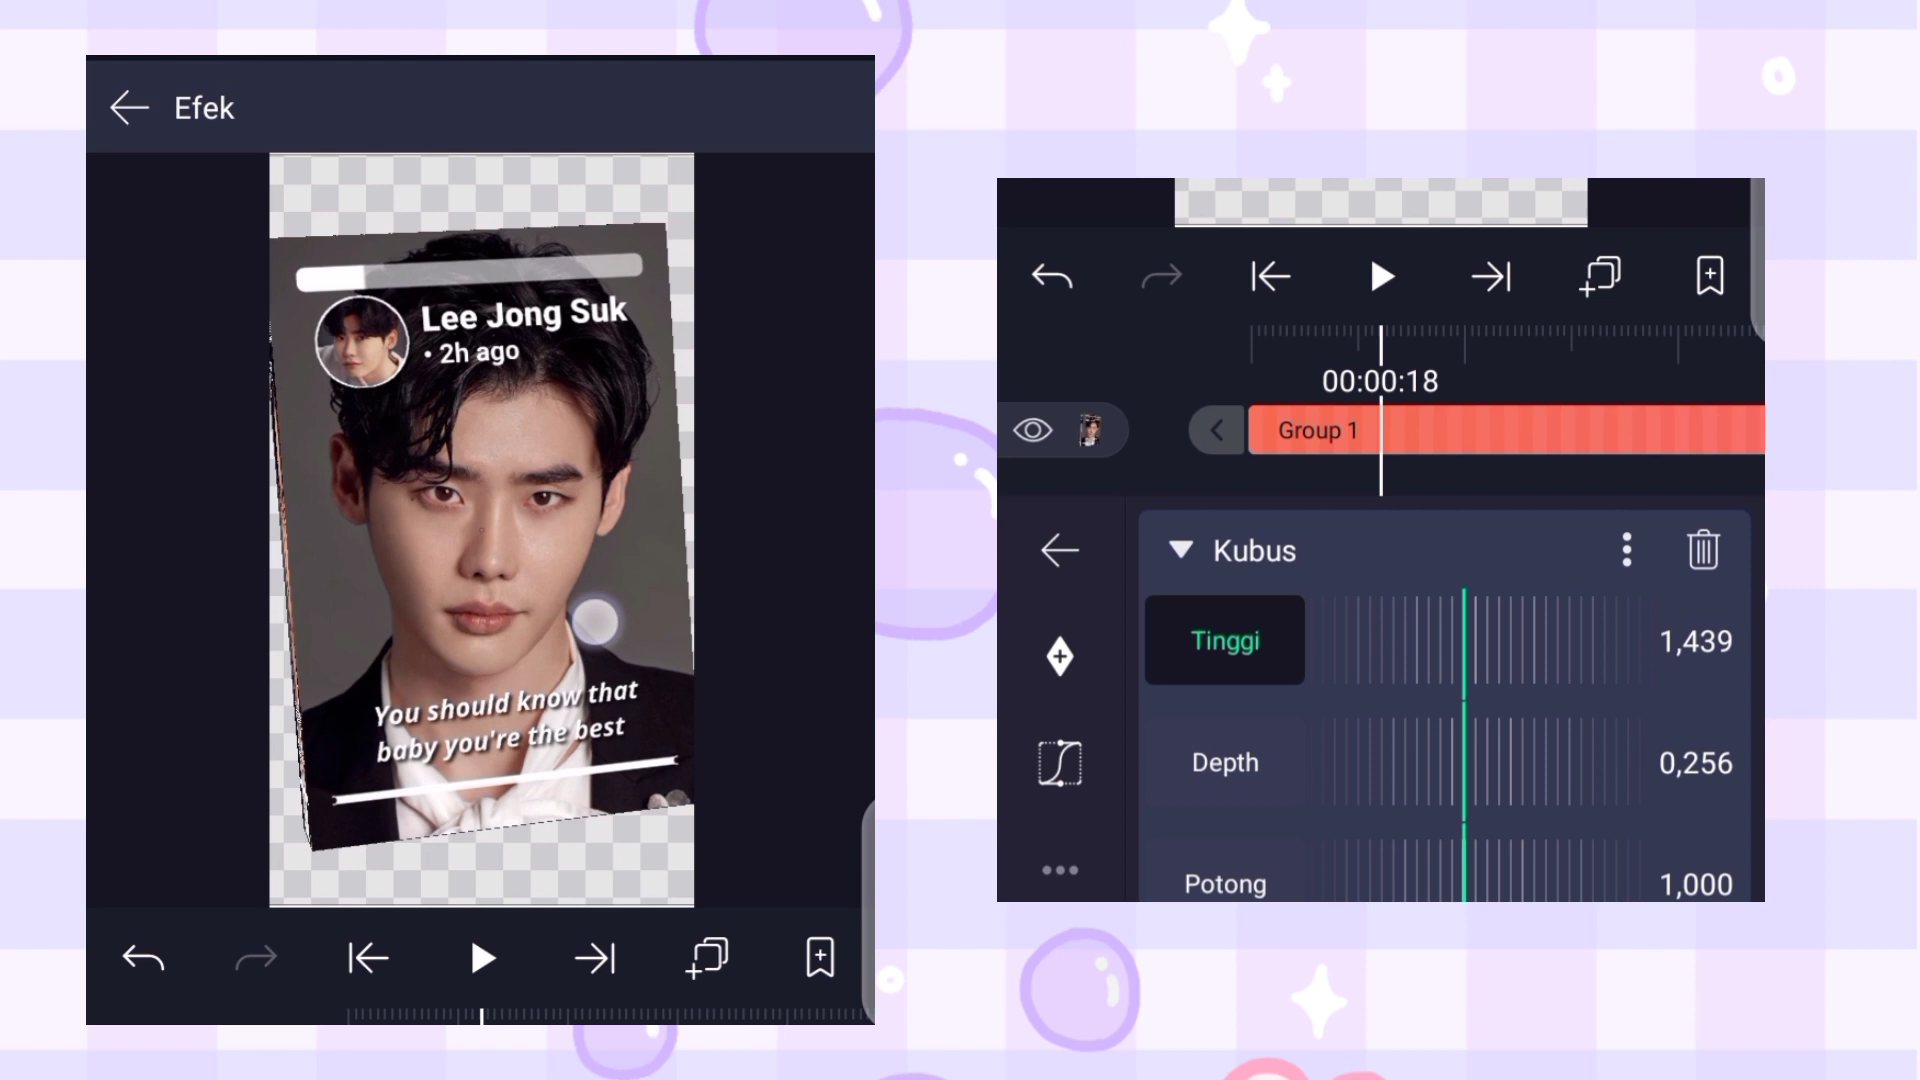 Efek
Lee Jong Suk
• 2h ago
You should know that
baby you're the best
00:00:18
Group 1
Kubus
Tinggi
1,439
Depth
0,256
Potong
1,000